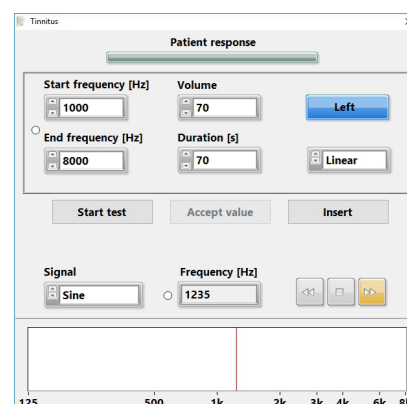 Tinnitus
Patient response
Start frequency [Hz] Volume
1000 70 Left
End frequency [Hz] Duration [s]
8000 70 Linear
Start test Accept value Insert
Signal Frequency [Hz]
Sine 1235
125 500 1k 2k 3k 4k 6k 8